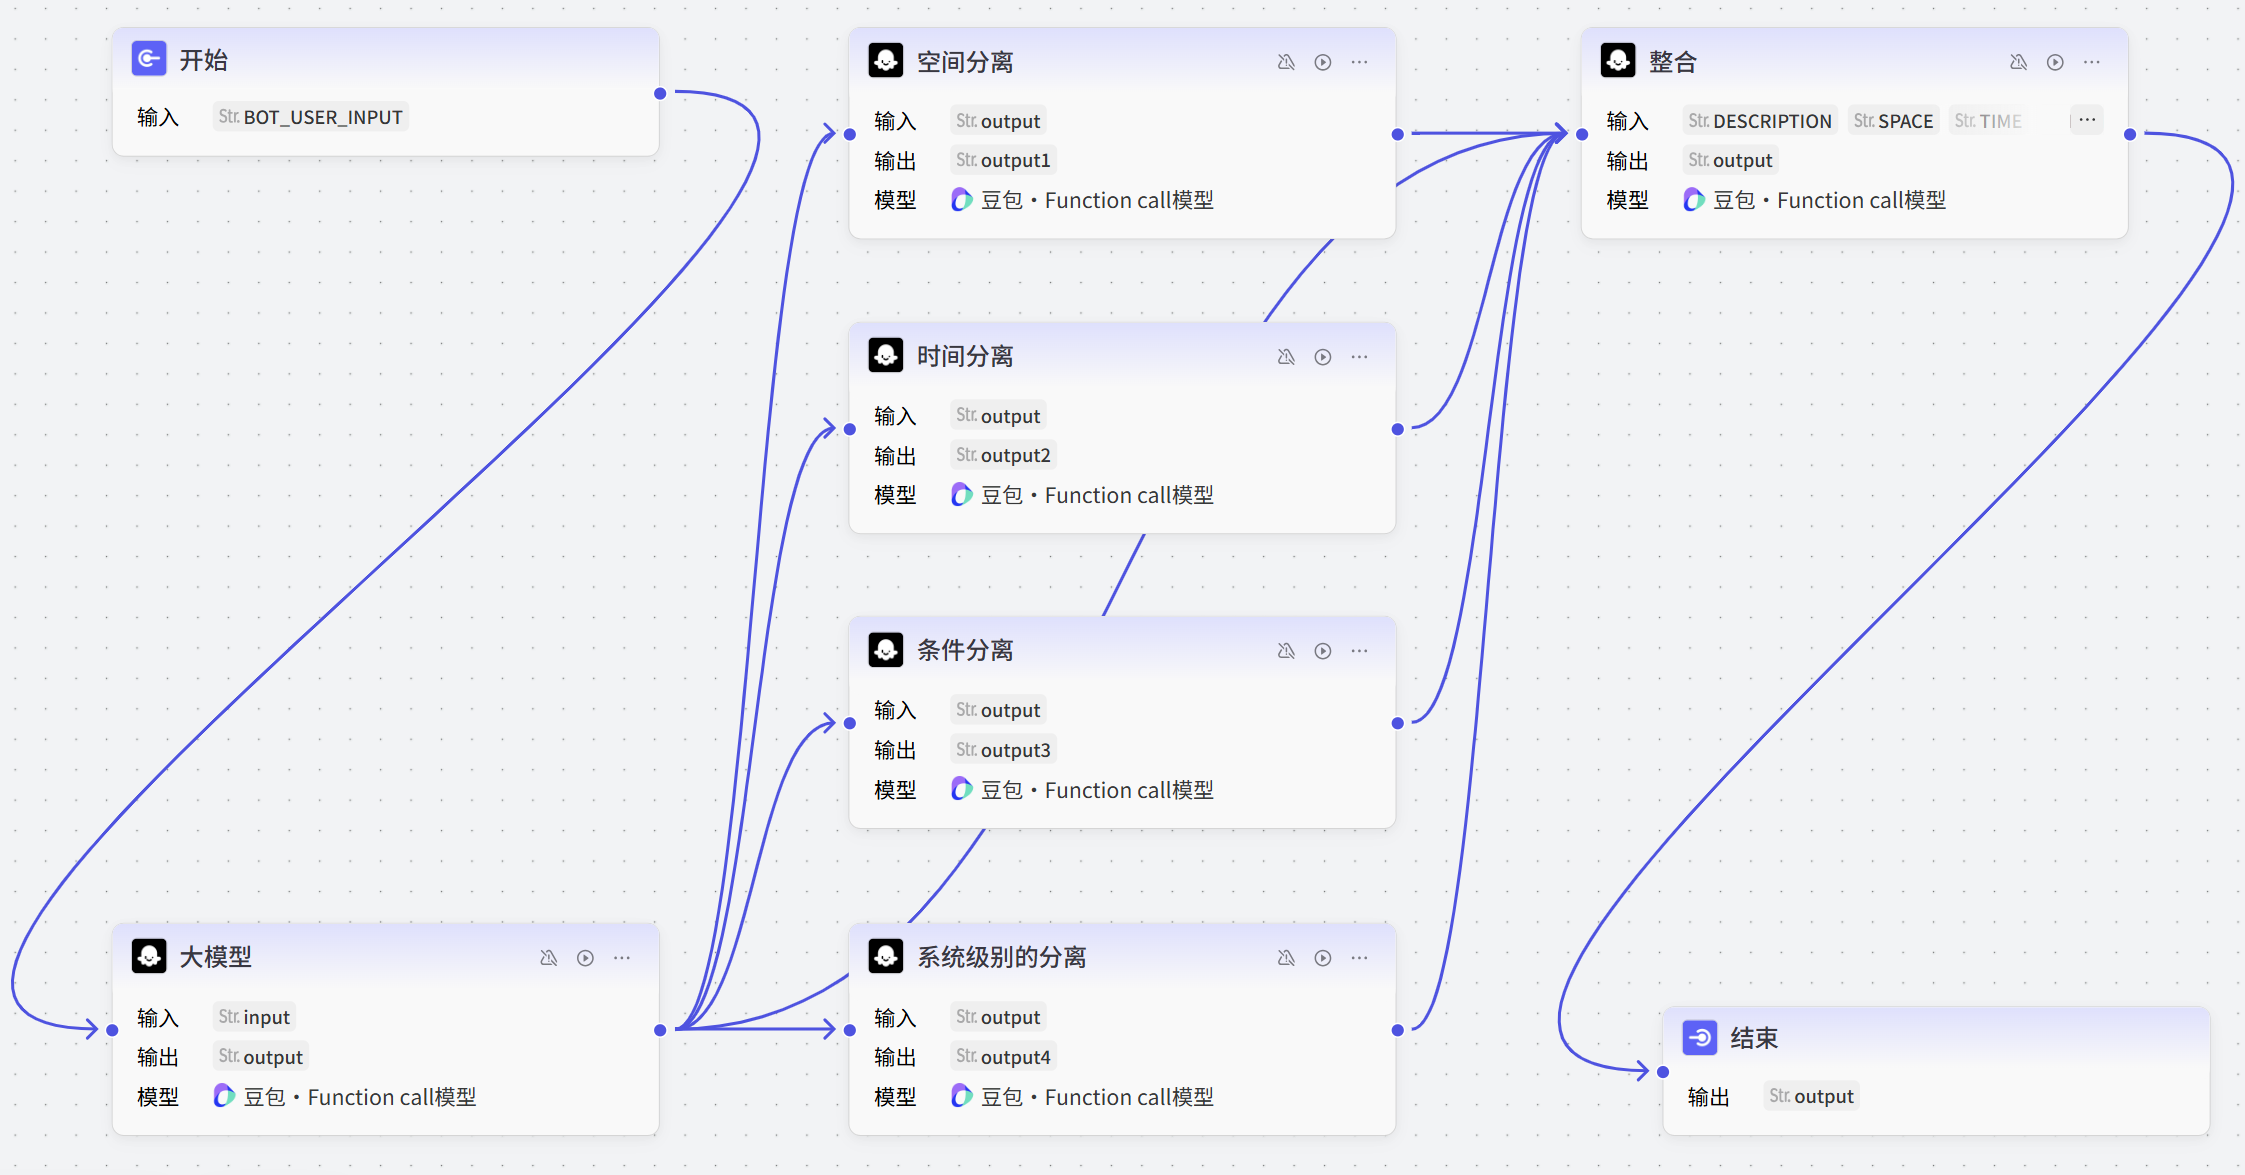 开始
输入 Str. BOT_USER_INPUT
大模型
输入 Str. input
输出 Str. output
模型 豆包・Function call模型
空间分离
输入 Str. output
输出 Str. output1
模型 豆包・Function call模型
时间分离
输入 Str. output
输出 Str. output2
模型 豆包・Function call模型
条件分离
输入 Str. output
输出 Str. output3
模型 豆包・Function call模型
系统级别的分离
输入 Str. output
输出 Str. output4
模型 豆包・Function call模型
整合
输入 Str. DESCRIPTION Str. SPACE Str. TIME ...
输出 Str. output
模型 豆包・Function call模型
结束
输出 Str. output